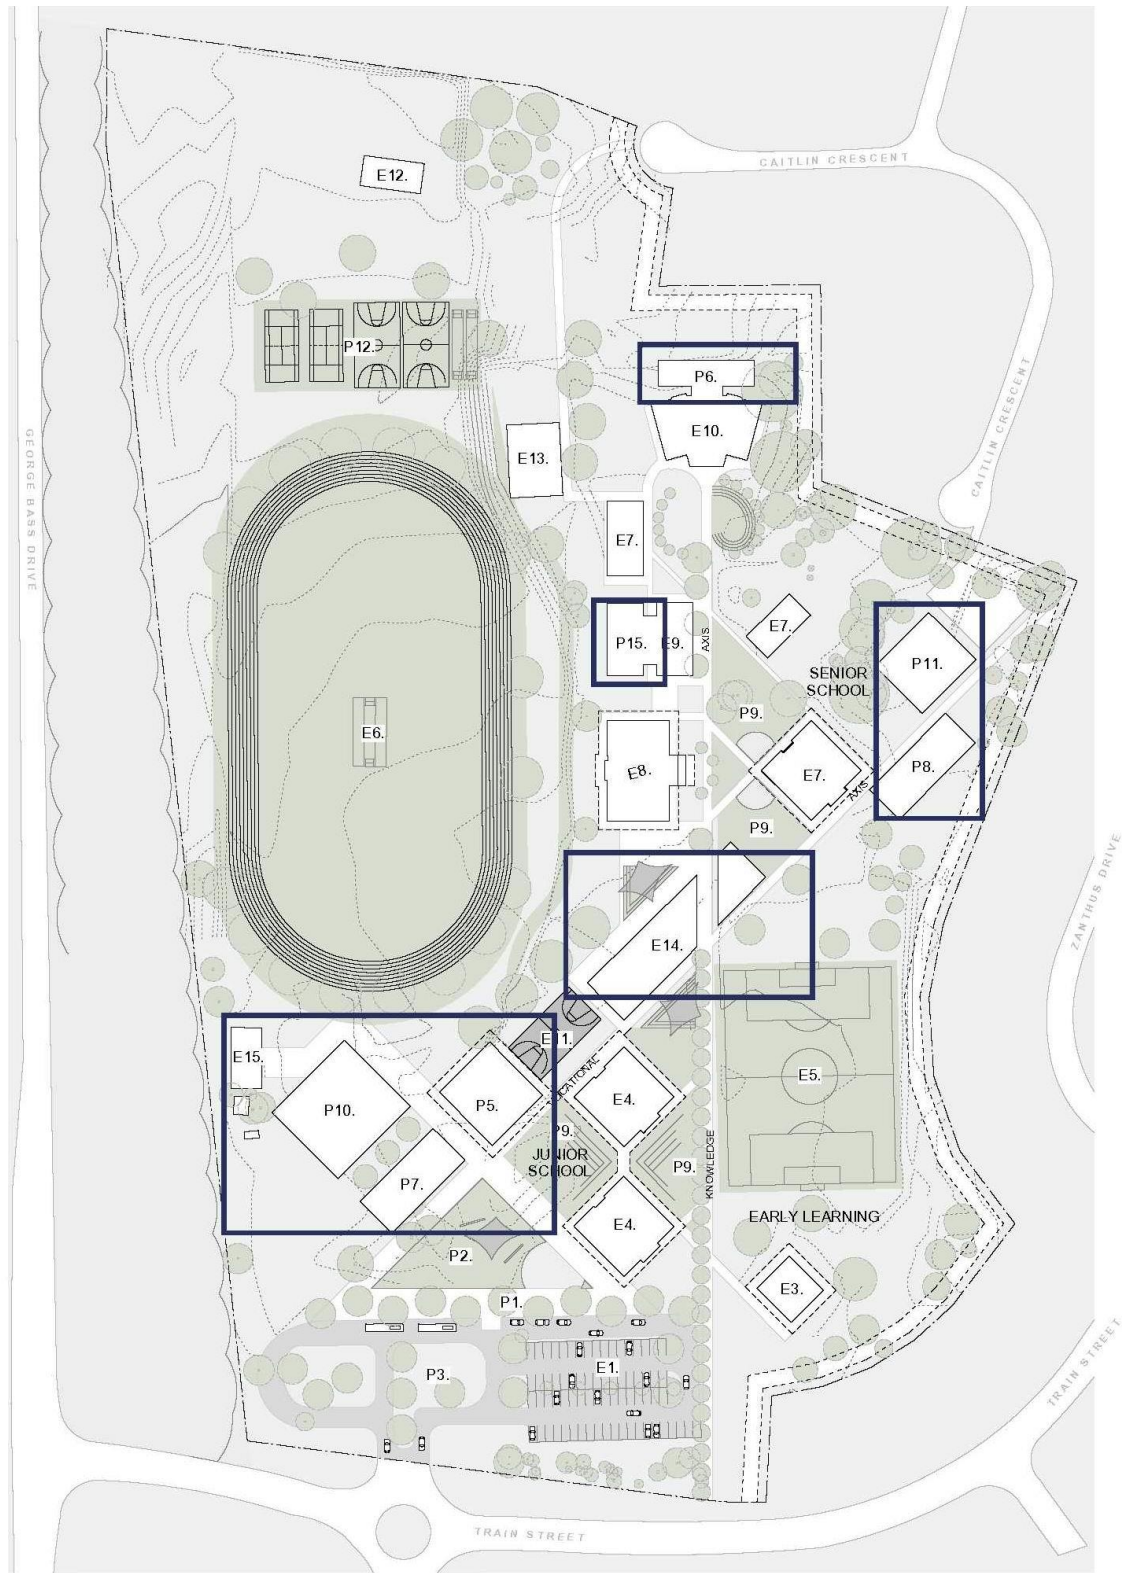 CAITLIN CRESCENT
E12.
P12.
P6.
CAITLIN CRESCENT
E10.
GEORGE BASS DRIVE
E13.
E7.
E7.
P15.
E9.
AXIS
P11.
SENIOR
SCHOOL
P9.
E6.
E8.
E7.
P8.
AXIS
P9.
ZANTHUS DRIVE
E14.
E15.
E11.
E5.
P10.
P5.
E4.
P9.
JUNIOR
SCHOOL
P9.
KNOWLEDGE
P7.
E4.
EARLY LEARNING
P2.
E3.
P1.
P3.
E1.
TRAIN STREET
TRAIN STREET